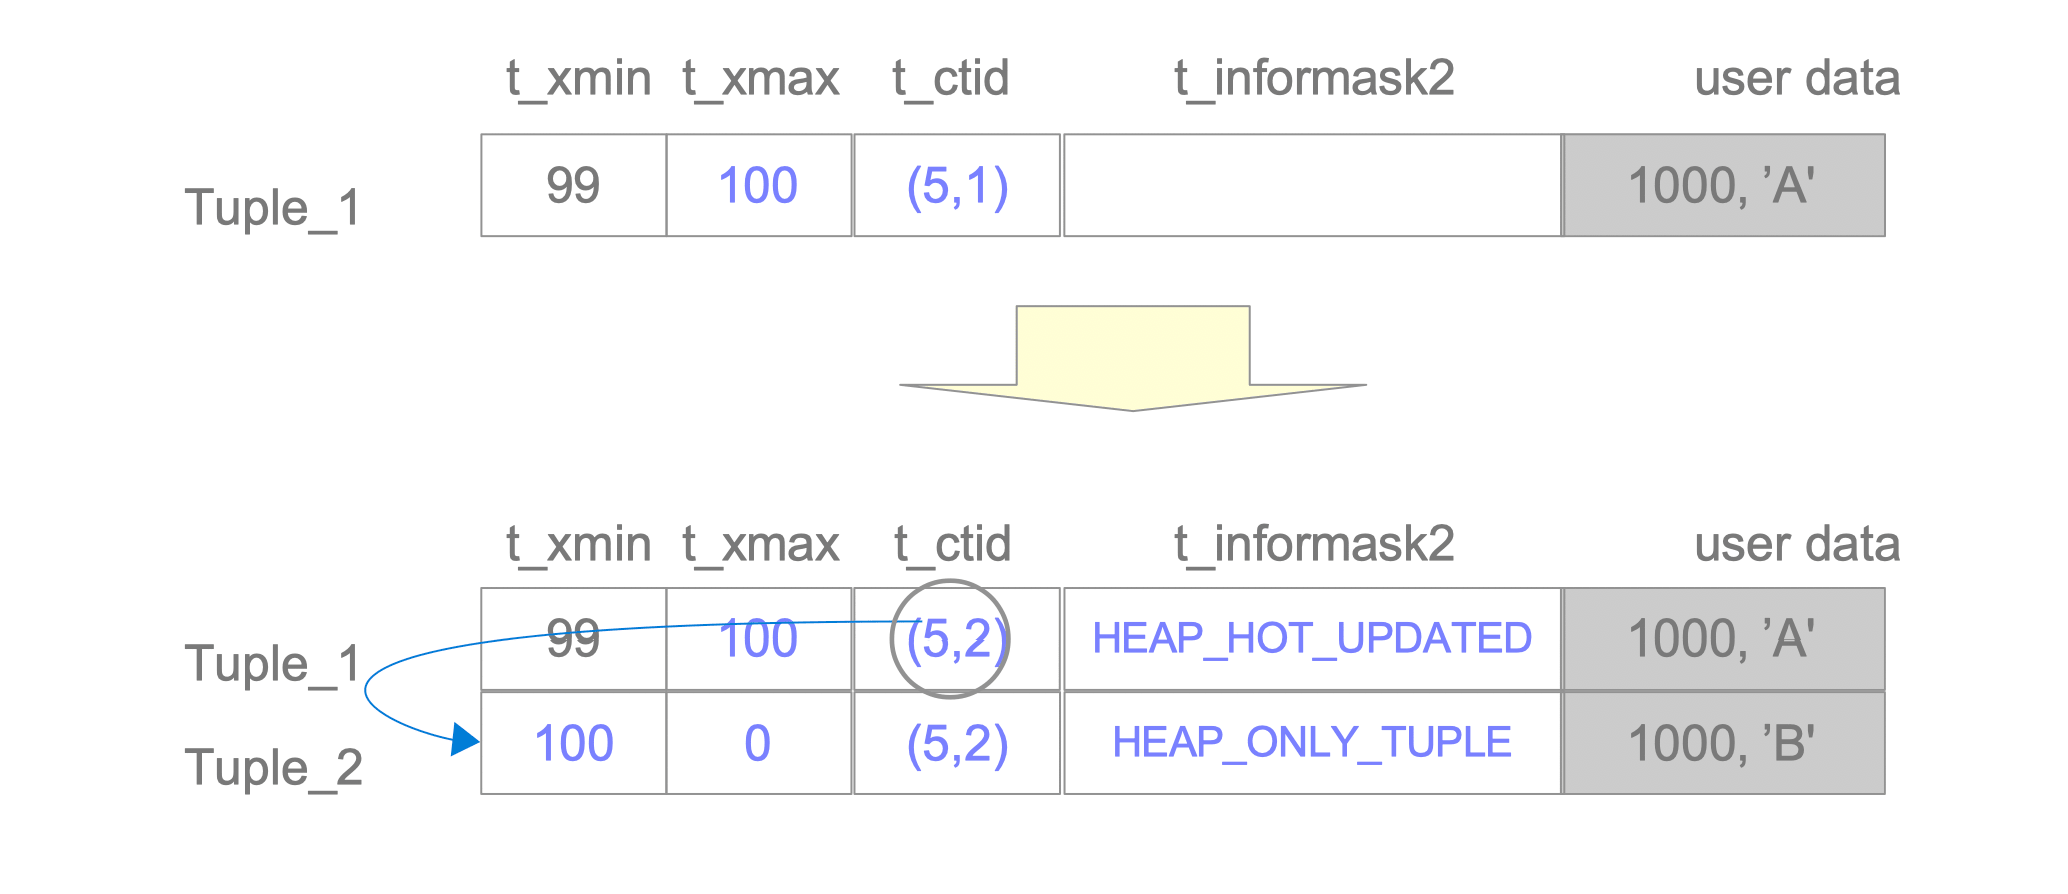 t_xmin t_xmax t_ctid t_informask2 user data
Tuple_1 99 100 (5,1) 1000, ’A'
t_xmin t_xmax t_ctid t_informask2 user data
Tuple_1 99 100 (5,2) HEAP_HOT_UPDATED 1000, ’A'
Tuple_2 100 0 (5,2) HEAP_ONLY_TUPLE 1000, ’B'